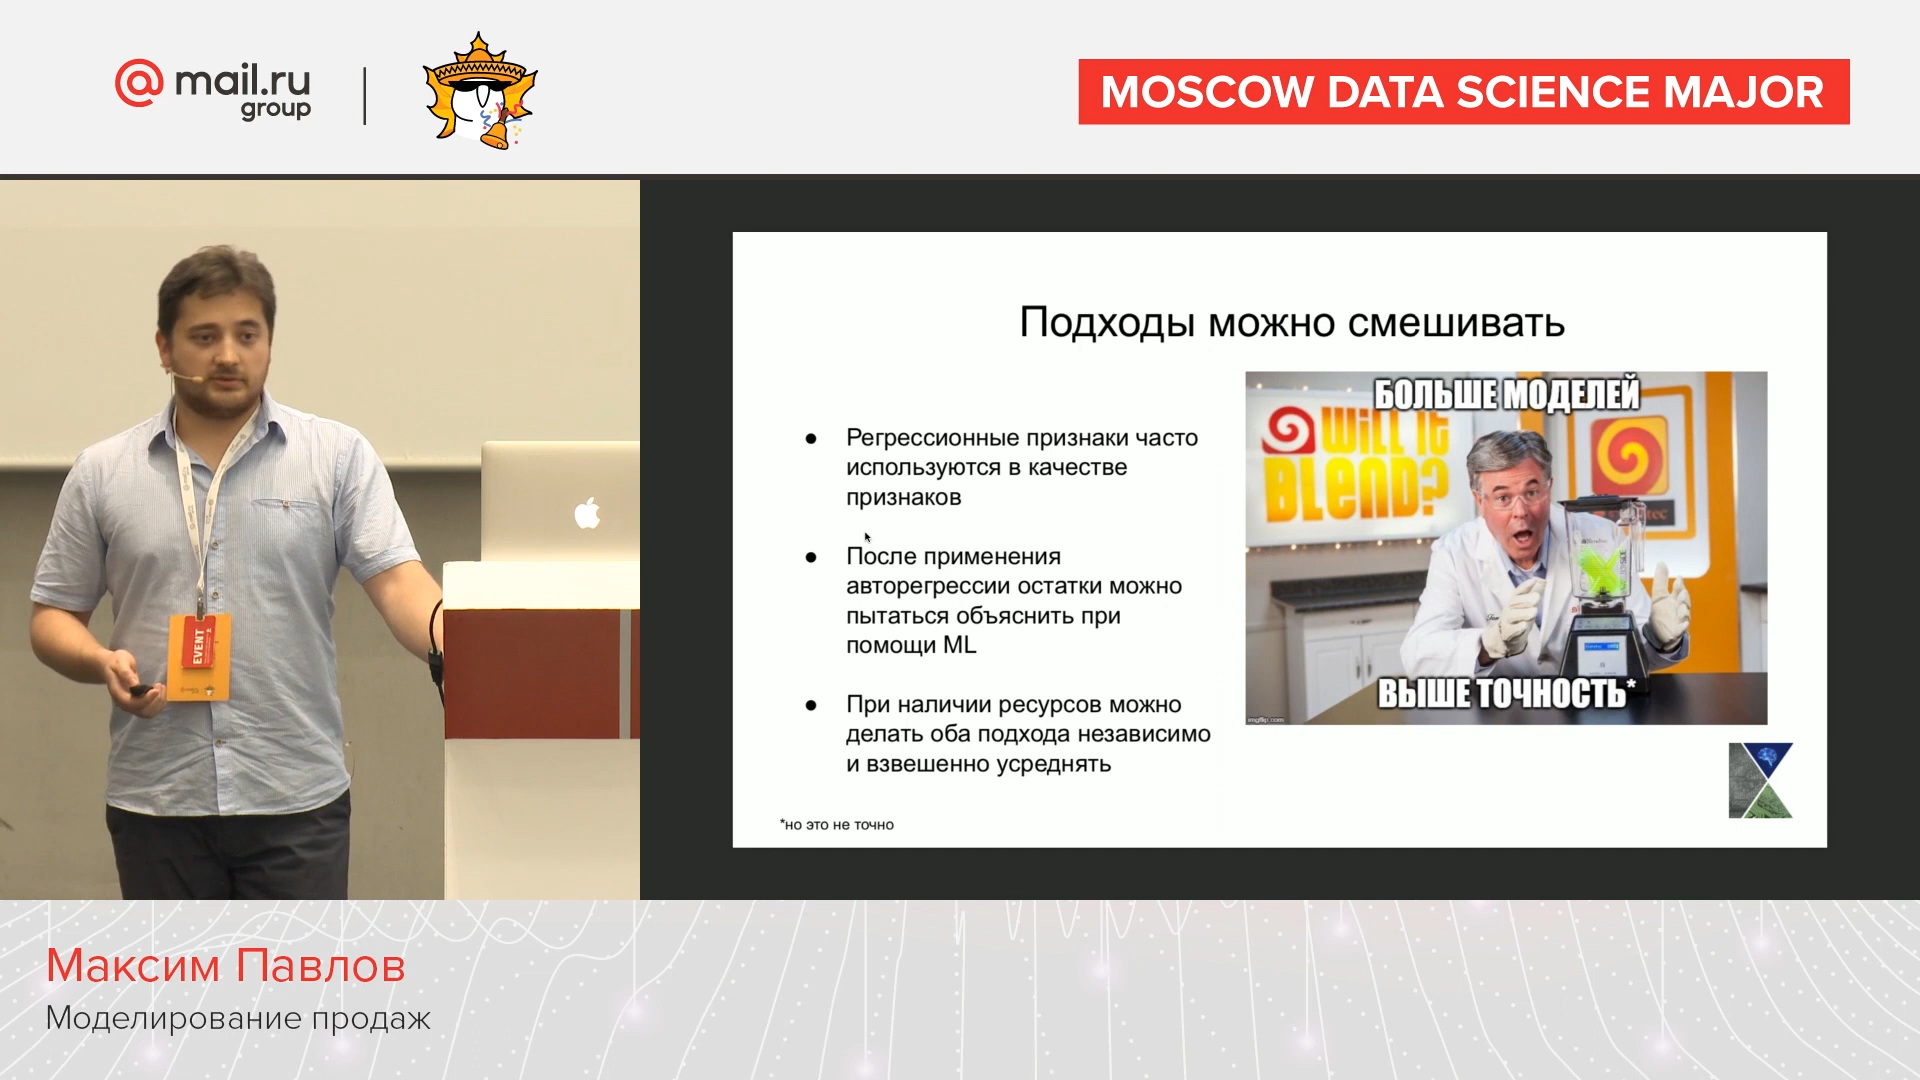 @ mail.ru
group
MOSCOW DATA SCIENCE MAJOR
EVENT
Подходы можно смешивать
Регрессионные признаки часто
используются в качестве
признаков
После применения
авторегрессии остатки можно
пытаться объяснить при
помощи ML
При наличии ресурсов можно
делать оба подхода независимо
и взвешенно усреднять
*но это не точно
БОЛЬШЕ МОДЕЛЕЙ
WILL IT
BLEND?
ВЫШЕ ТОЧНОСТЬ*
imgflip.com
Максим Павлов
Моделирование продаж